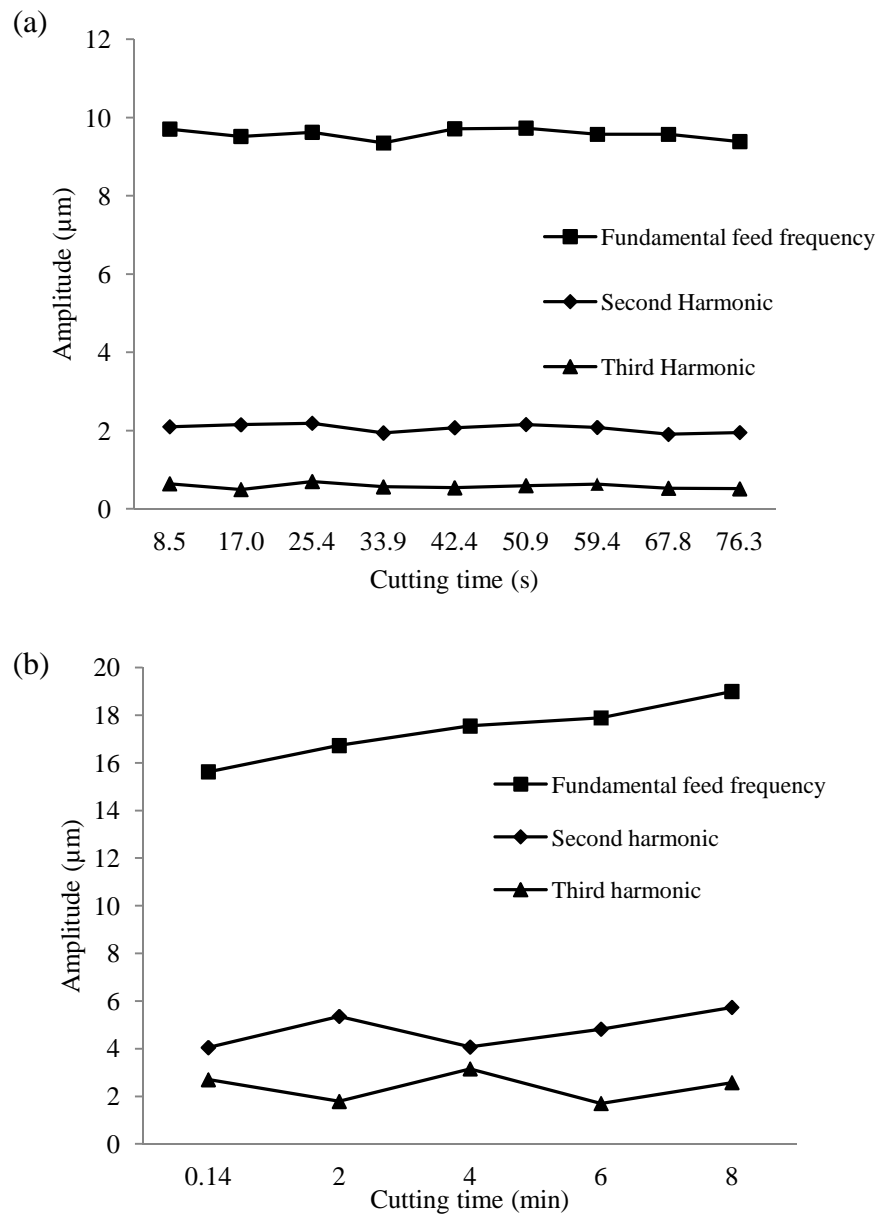 (a)
12
10
8
6
4
2
0
Amplitude (µm)
Fundamental feed frequency
Second Harmonic
Third Harmonic
8.5 17.0 25.4 33.9 42.4 50.9 59.4 67.8 76.3
Cutting time (s)
(b)
20
18
16
14
12
10
8
6
4
2
0
Amplitude (µm)
Fundamental feed frequency
Second harmonic
Third harmonic
0.14 2 4 6 8
Cutting time (min)